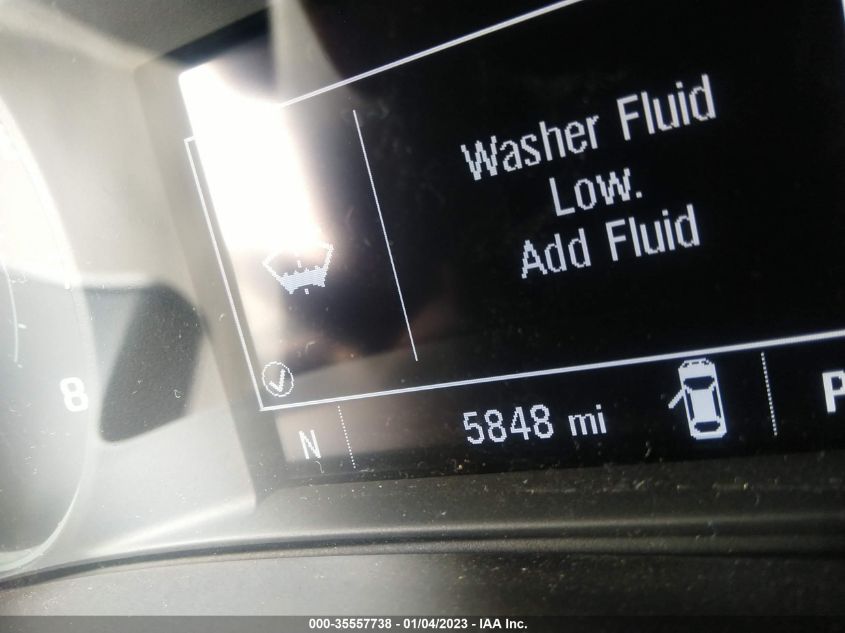 Washer Fluid
Low.
Add Fluid
8
N
5848 mi
P
000-35557738 - 01/04/2023 - IAA Inc.